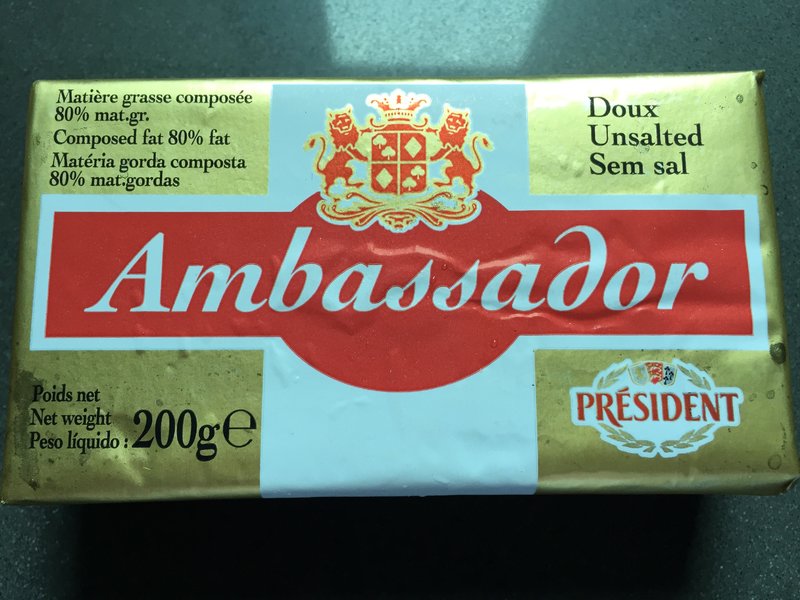 Matière grasse composée
80% mat.gr.
Composed fat 80% fat
Matéria gorda composta
80% mat.gordas
Doux
Unsalted
Sem sal
Ambassador
Poids net
Net weight
Peso líquido : 200g℮
PRÉSIDENT